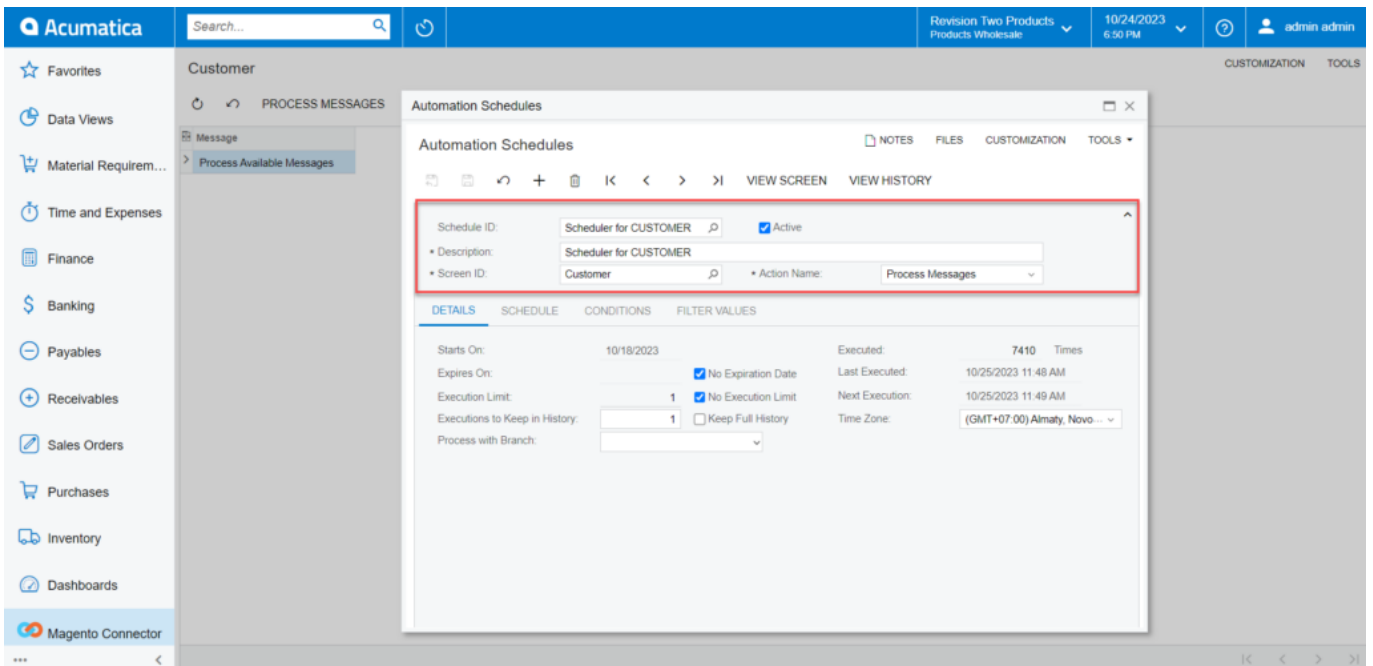 Acumatica
Search...
Revision Two Products
Products Wholesale
10/24/2023
6:50 PM
admin admin
Favorites
Data Views
Material Requirem...
Time and Expenses
Finance
Banking
Payables
Receivables
Sales Orders
Purchases
Inventory
Dashboards
Magento Connector
Customer
CUSTOMIZATION TOOLS
PROCESS MESSAGES
Message
Process Available Messages
Automation Schedules
Automation Schedules
NOTES FILES CUSTOMIZATION TOOLS
VIEW SCREEN VIEW HISTORY
Schedule ID: Scheduler for CUSTOMER Active
* Description: Scheduler for CUSTOMER
* Screen ID: Customer * Action Name: Process Messages
DETAILS SCHEDULE CONDITIONS FILTER VALUES
Starts On: 10/18/2023 Executed: 7410 Times
Expires On: No Expiration Date Last Executed: 10/25/2023 11:48 AM
Execution Limit: 1 No Execution Limit Next Execution: 10/25/2023 11:49 AM
Executions to Keep in History: 1 Keep Full History Time Zone: (GMT+07:00) Almaty, Novo...
Process with Branch: